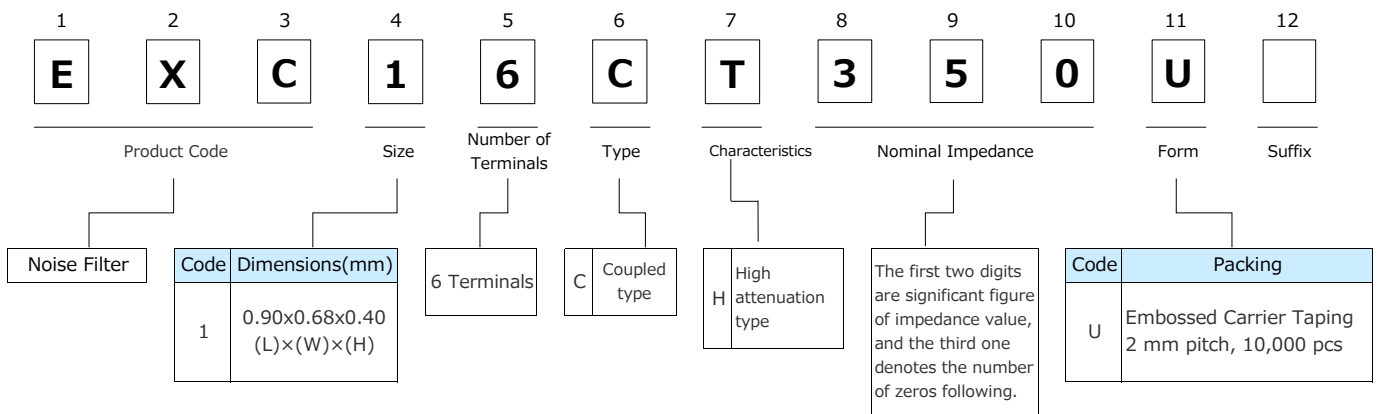 1 2 3 4 5 6 7 8 9 10 11 12
E X C 1 6 C T 3 5 0 U
Product Code
Size
Number of
Terminals
Type
Characteristics
Nominal Impedance
Form
Suffix
Noise Filter
Code Dimensions(mm)
1 0.90x0.68x0.40
(L)×(W)×(H)
6 Terminals
C Coupled
type
H High
attenuation
type
The first two digits
are significant figure
of impedance value,
and the third one
denotes the number
of zeros following.
Code Packing
U Embossed Carrier Taping
2 mm pitch, 10,000 pcs